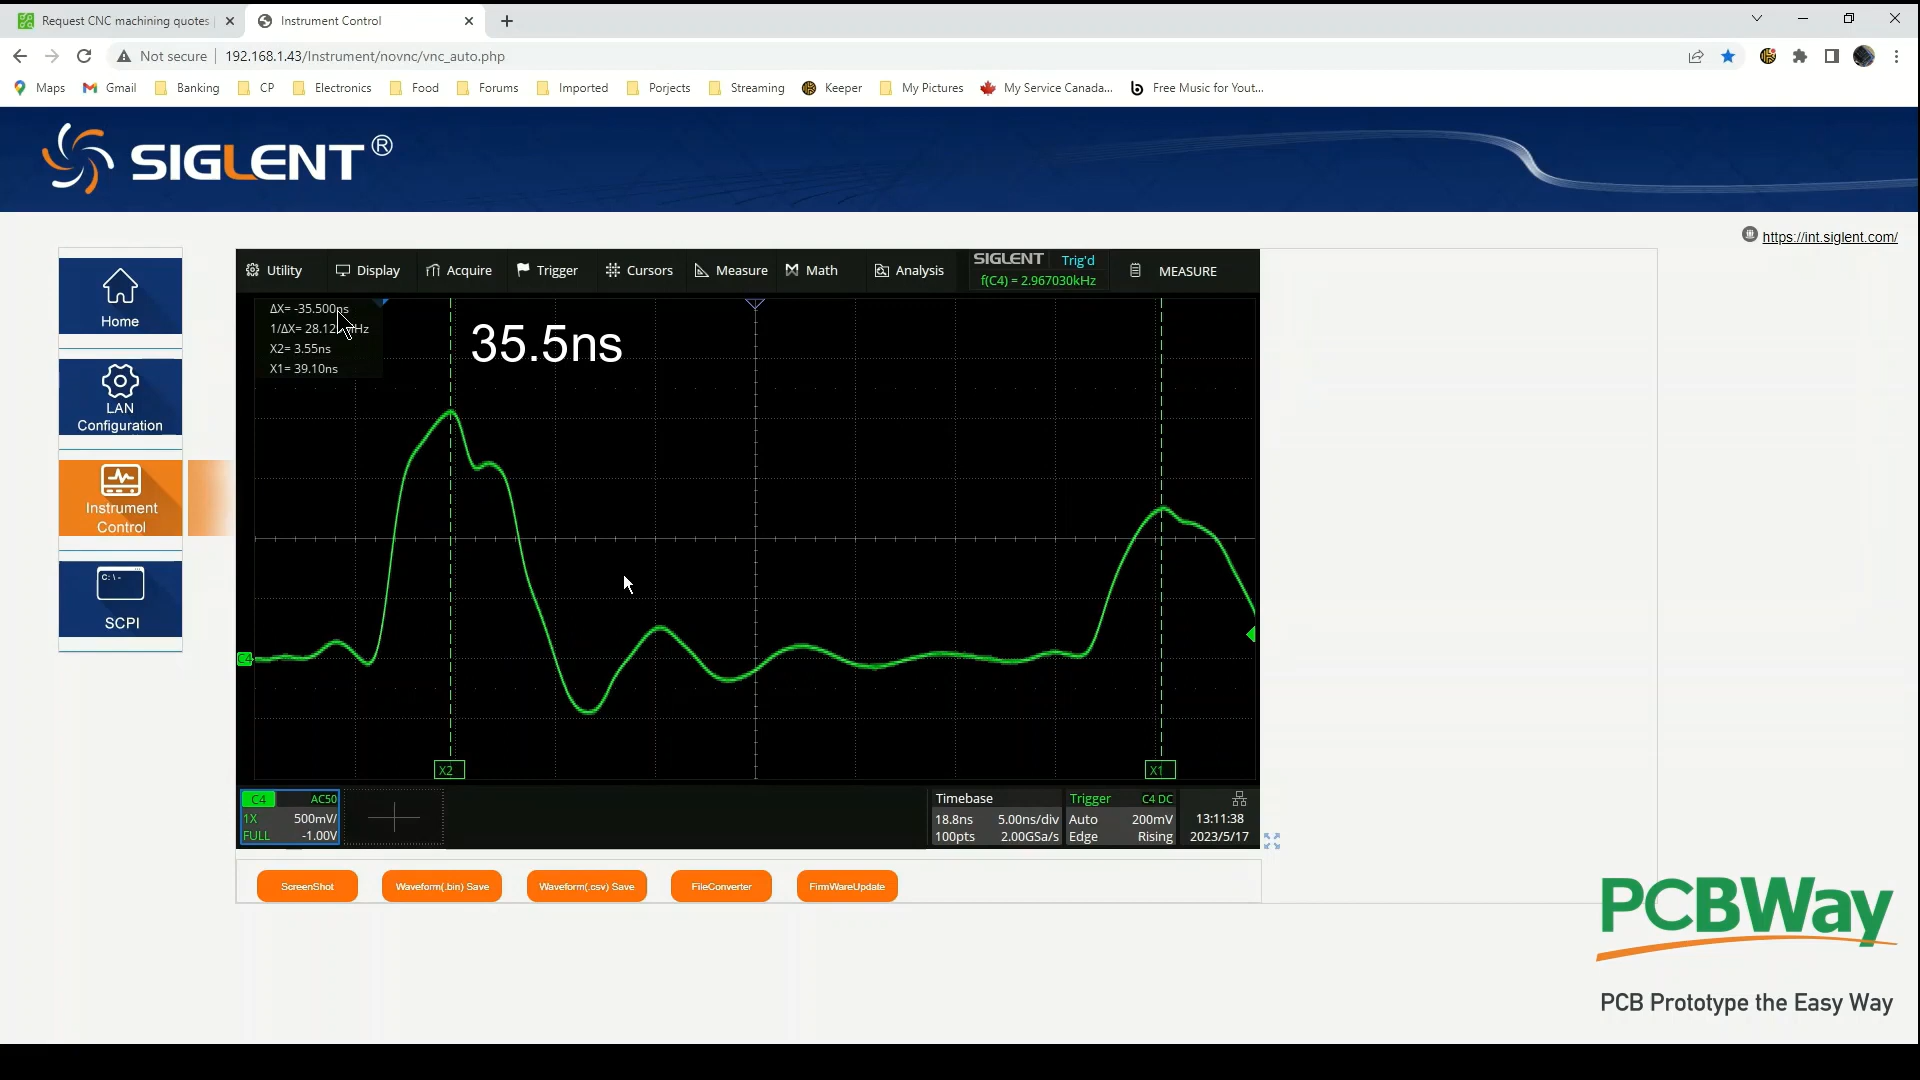 Request CNC machining quotes
Instrument Control
Not secure
192.168.1.43/Instrument/novnc/vnc_auto.php
Maps
Gmail
Banking
CP
Electronics
Food
Forums
Imported
Porjects
Streaming
Keeper
My Pictures
My Service Canada...
Free Music for Yout...
SIGLENT®
https://int.siglent.com/
Home
LAN
Configuration
Instrument
Control
C:\-
SCPI
Utility
Display
Acquire
Trigger
Cursors
Measure
Math
Analysis
SIGLENT Trig'd
f(C4) = 2.967030kHz
MEASURE
ΔX= -35.500ns
1/ΔX=
X2= 3.55ns
X1= 39.10ns
35.5ns
C4
X2
X1
C4 AC50
1X 500mV/
FULL -1.00V
Timebase
18.8ns 5.00ns/div
100pts 2.00GSa/s
Trigger C4 DC
Auto 200mV
Edge Rising
13:11:38
2023/5/17
ScreenShot
Waveform(.bin) Save
Waveform(.csv) Save
FileConverter
FirmWareUpdate
PCBWay
PCB Prototype the Easy Way